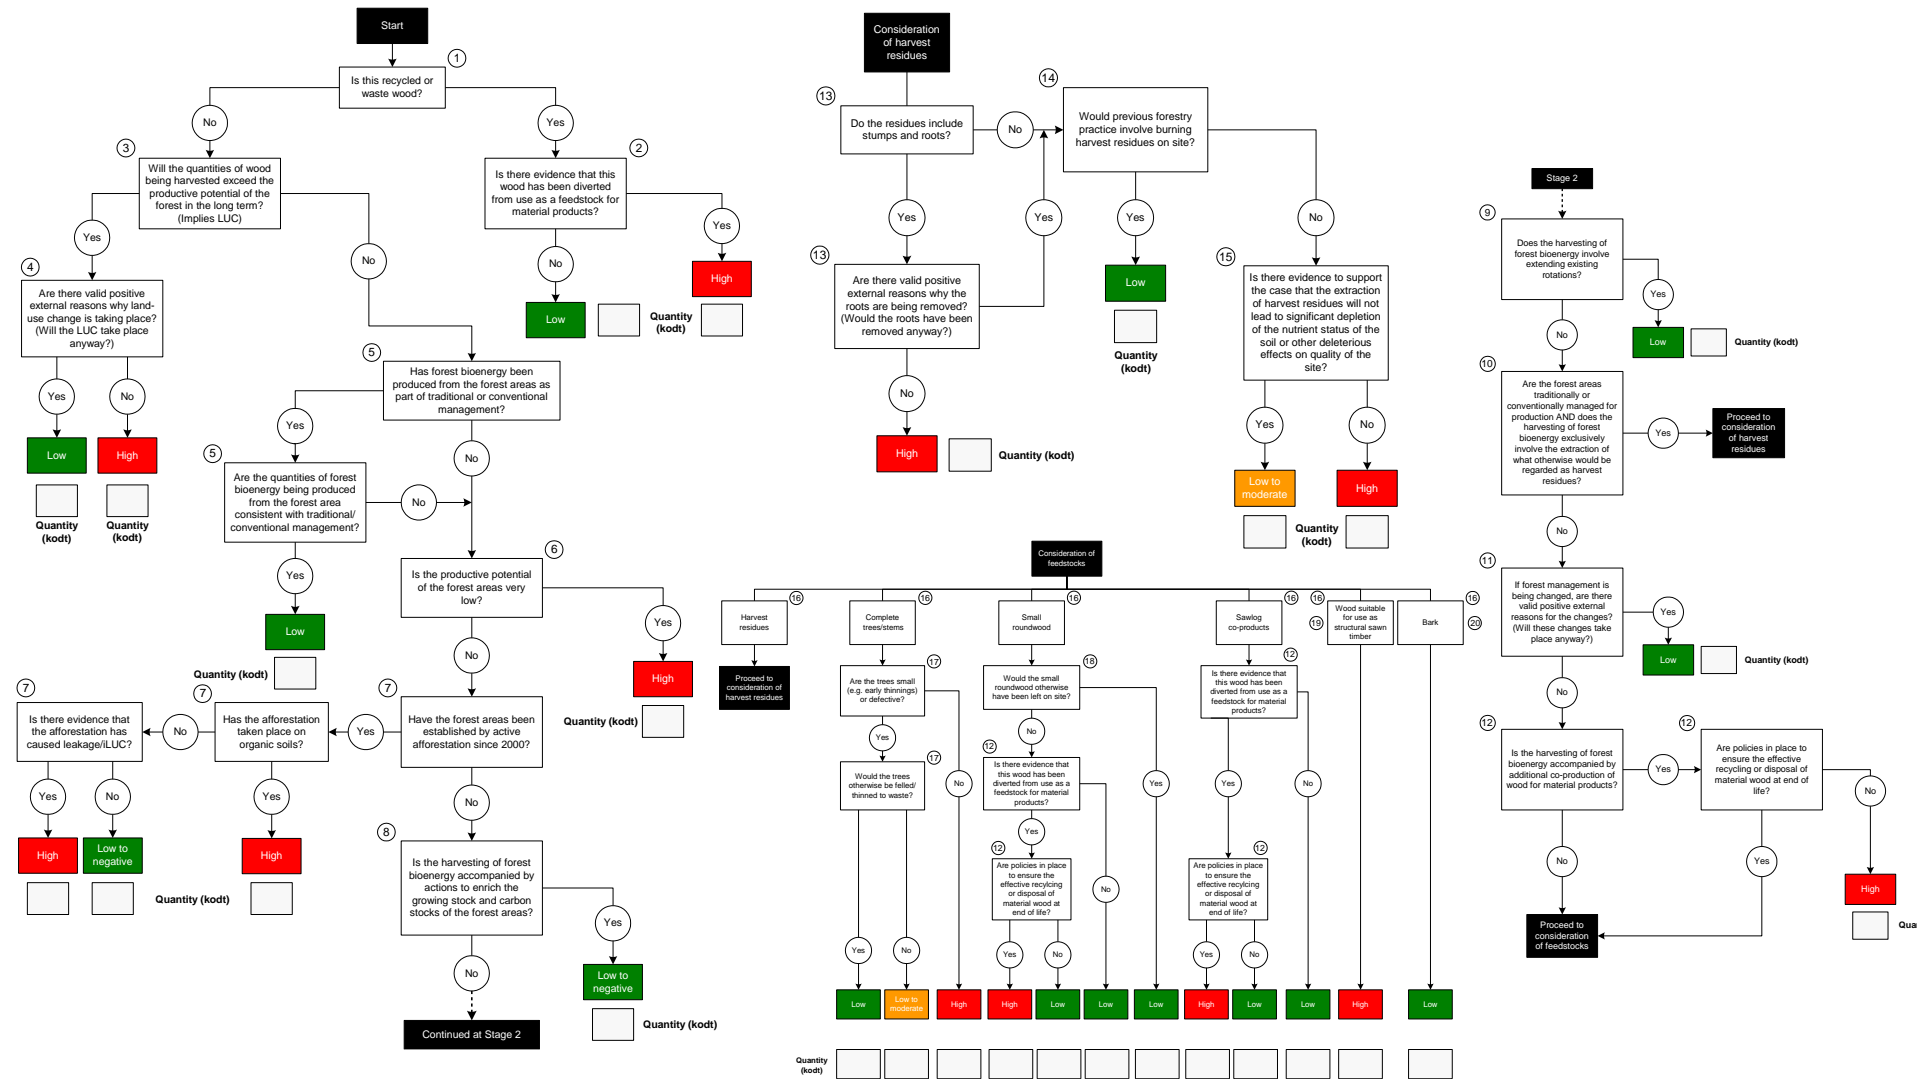 Start
1
Is this recycled or
waste wood?
No
Yes
3
Will the quantities of wood
being harvested exceed the
productive potential of the
forest in the long term?
(Implies LUC)
2
Is there evidence that this
wood has been diverted
from use as a feedstock for
material products?
Yes
No
No
Yes
4
Are there valid positive
external reasons why land-
use change is taking place?
(Will the LUC take place
anyway?)
Low
High
Quantity
(kodt)
Yes
No
Low
High
Quantity
(kodt)
Quantity
(kodt)
5
Has forest bioenergy been
produced from the forest areas as
part of traditional or conventional
management?
Yes
No
5
Are the quantities of forest
bioenergy being produced
from the forest area
consistent with traditional/
conventional management?
No
Yes
Low
Quantity (kodt)
6
Is the productive potential
of the forest areas very
low?
Yes
No
High
Quantity (kodt)
7
Have the forest areas been
established by active
afforestation since 2000?
Yes
7
Has the afforestation
taken place on
organic soils?
No
7
Is there evidence that
the afforestation has
caused leakage/iLUC?
Yes
No
Yes
No
High
Low to
negative
High
Quantity (kodt)
8
Is the harvesting of forest
bioenergy accompanied by
actions to enrich the
growing stock and carbon
stocks of the forest areas?
Yes
No
Low to
negative
Quantity (kodt)
Continued at Stage 2
Consideration
of harvest
residues
13
Do the residues include
stumps and roots?
No
Yes
Yes
14
Would previous forestry
practice involve burning
harvest residues on site?
Yes
No
13
Are there valid positive
external reasons why the
roots are being removed?
(Would the roots have been
removed anyway?)
No
High
Quantity (kodt)
Low
Quantity
(kodt)
15
Is there evidence to support
the case that the extraction
of harvest residues will not
lead to significant depletion
of the nutrient status of the
soil or other deleterious
effects on quality of the
site?
Yes
No
Low to
moderate
High
Quantity
(kodt)
Consideration of
feedstocks
16
Harvest
residues
Proceed to
consideration of
harvest residues
16
Complete
trees/stems
17
Are the trees small
(e.g. early thinnings)
or defective?
Yes
No
17
Would the trees
otherwise be felled/
thinned to waste?
Yes
No
16
Small
roundwood
18
Would the small
roundwood otherwise
have been left on site?
No
Yes
12
Is there evidence that
this wood has been
diverted from use as a
feedstock for material
products?
Yes
No
12
Are policies in place
to ensure the
effective recylcing
or disposal of
material wood at
end of life?
Yes
No
16
Sawlog
co-products
12
Is there evidence that
this wood has been
diverted from use as a
feedstock for material
products?
Yes
No
12
Are policies in place
to ensure the
effective recycling
or disposal of
material wood at
end of life?
Yes
No
16
19
Wood suitable
for use as
structural sawn
timber
16
20
Bark
Low
Low to
moderate
High
High
Low
Low
Low
High
Low
Low
High
Low
Quantity
(kodt)
Stage 2
9
Does the harvesting of
forest bioenergy involve
extending existing
rotations?
Yes
No
Low
Quantity (kodt)
10
Are the forest areas
traditionally or
conventionally managed for
production AND does the
harvesting of forest
bioenergy exclusively
involve the extraction of
what otherwise would be
regarded as harvest
residues?
Yes
Proceed to
consideration
of harvest
residues
No
11
If forest management is
being changed, are there
valid positive external
reasons for the changes?
(Will these changes take
place anyway?)
Yes
Low
Quantity (kodt)
No
12
Is the harvesting of forest
bioenergy accompanied by
additional co-production of
wood for material products?
Yes
12
Are policies in place to
ensure the effective
recycling or disposal of
material wood at end of
life?
No
No
Yes
High
Proceed to
consideration
of feedstocks